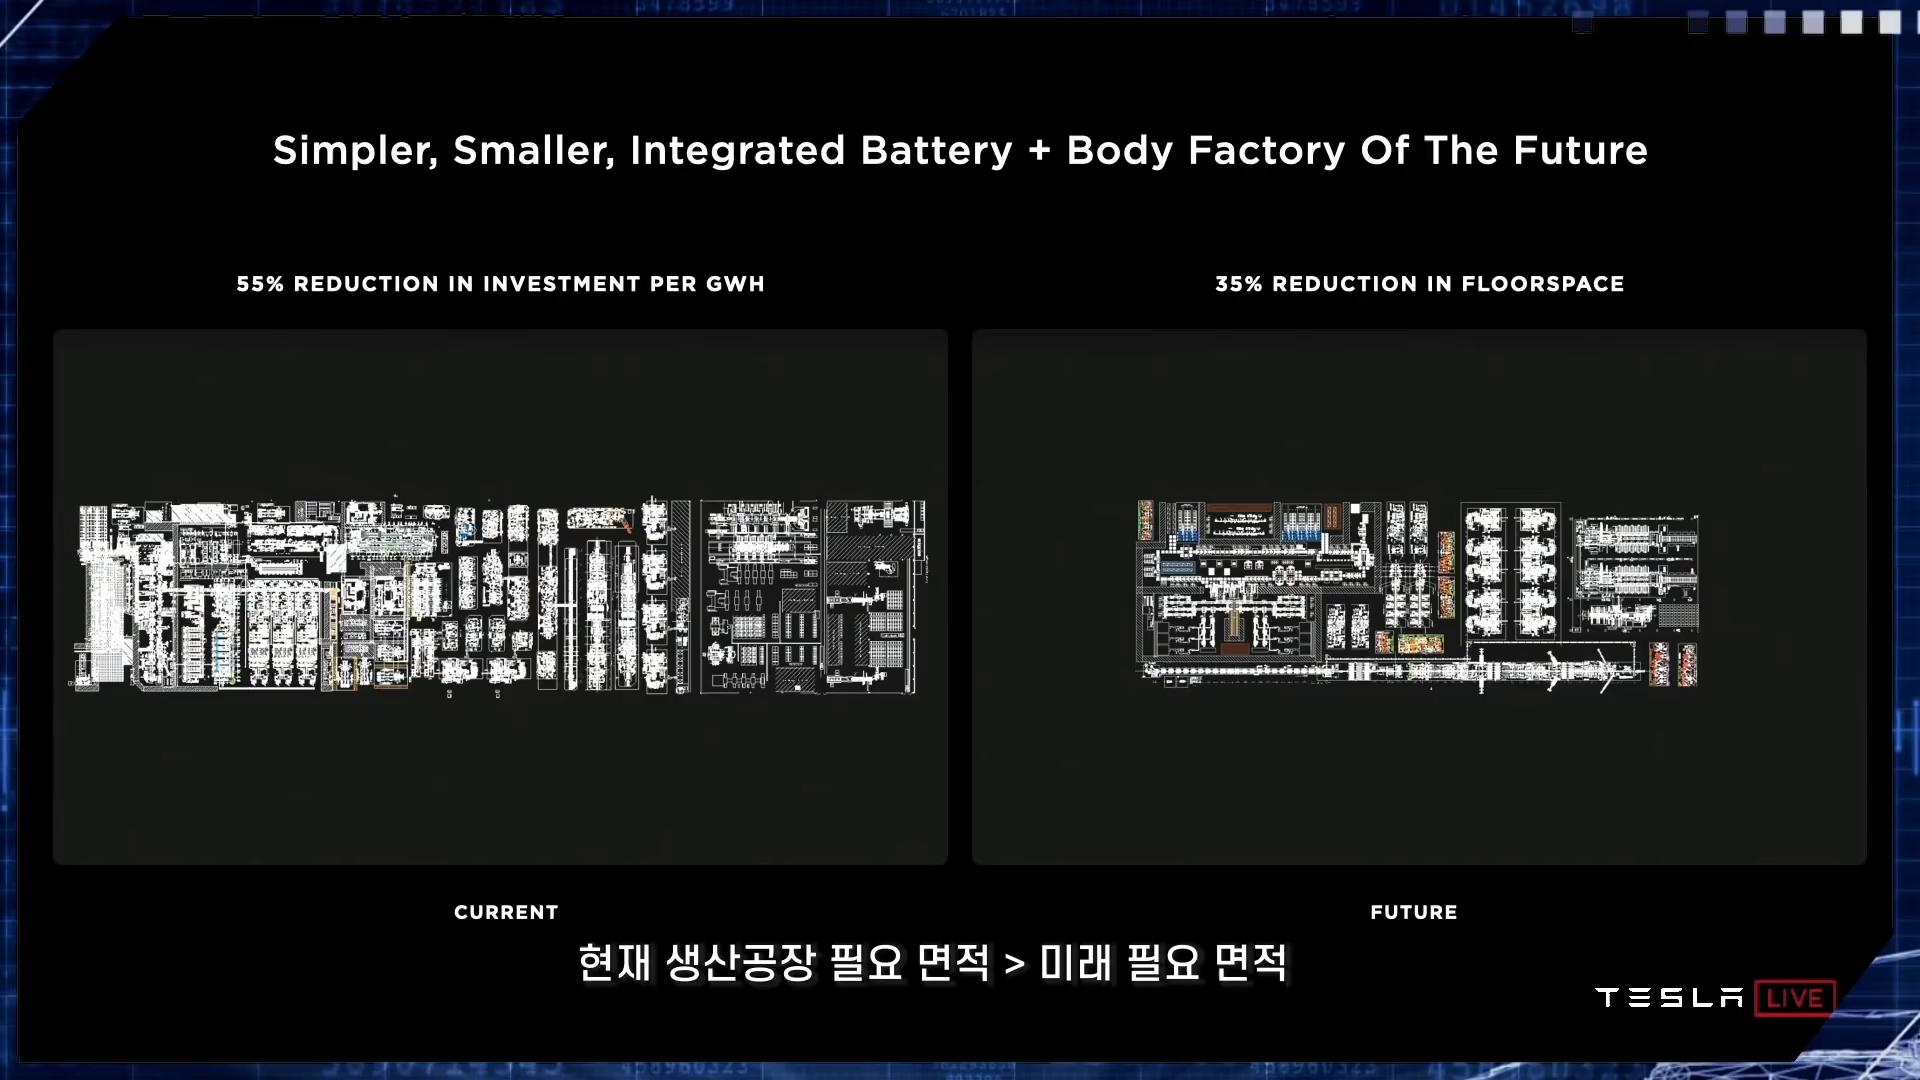 Simpler, Smaller, Integrated Battery + Body Factory Of The Future
55% REDUCTION IN INVESTMENT PER GWH
35% REDUCTION IN FLOORSPACE
CURRENT
FUTURE
현재 생산공장 필요 면적 > 미래 필요 면적
TESLA LIVE